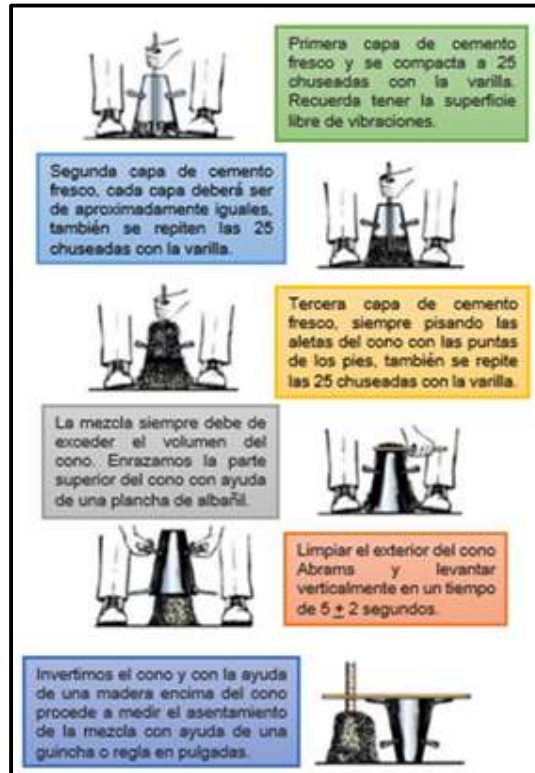 Primera capa de cemento
fresco y se compacta a 25
chuseadas con la varilla.
Recuerda tener la superficie
libre de vibraciones.
Segunda capa de cemento
fresco, cada capa deberá ser
de aproximadamente iguales,
también se repiten las 25
chuseadas con la varilla.
Tercera capa de cemento
fresco, siempre pisando las
aletas del cono con las puntas
de los pies, también se repite
las 25 chuseadas con la varilla.
La mezcla siempre debe de
exceder el volumen del
cono. Enrazamos la parte
superior del cono con ayuda
de una plancha de albañil.
Limpiar el exterior del cono
Abrams y levantar
verticalmente en un tiempo
de 5 ± 2 segundos.
Invertimos el cono y con la ayuda
de una madera encima del cono
procede a medir el asentamiento
de la mezcla con ayuda de una
guincha o regla en pulgadas.